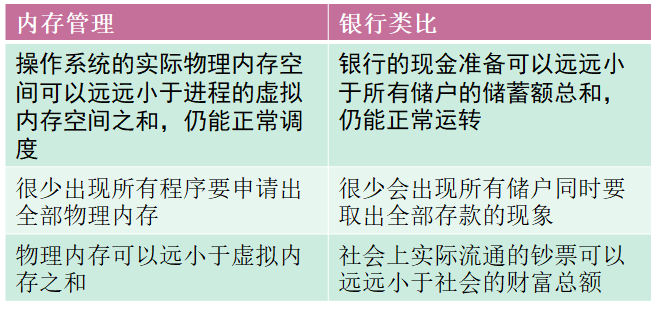 内存管理
银行类比
操作系统的实际物理内存空
间可以远远小于进程的虚拟
内存空间之和，仍能正常调
度
银行的现金准备可以远远小
于所有储户的储蓄额总和，
仍能正常运转
很少出现所有程序要申请出
全部物理内存
很少会出现所有储户同时要
取出全部存款的现象
物理内存可以远小于虚拟内
存之和
社会上实际流通的钞票可以
远远小于社会的财富总额